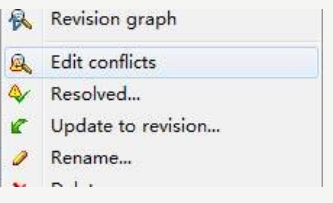 Revision graph
Edit conflicts
Resolved...
Update to revision...
Rename...